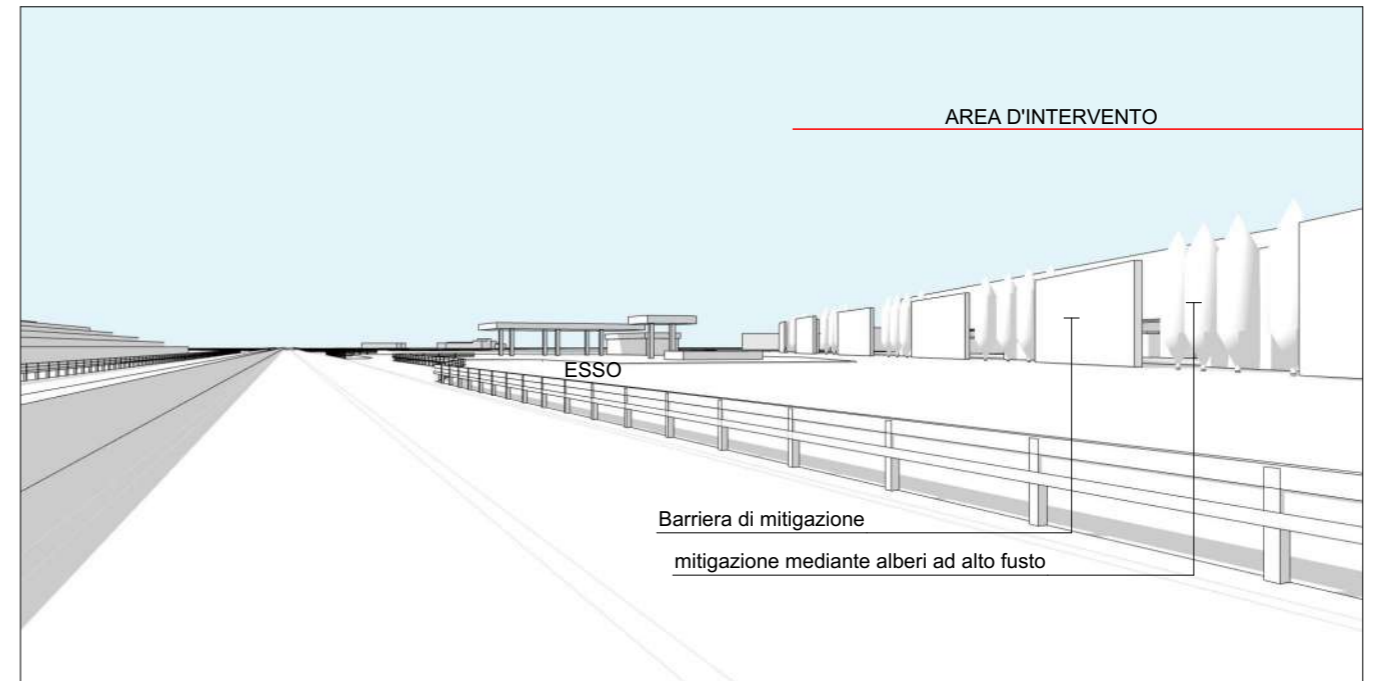 AREA D'INTERVENTO
ESSO
Barriera di mitigazione
mitigazione mediante alberi ad alto fusto